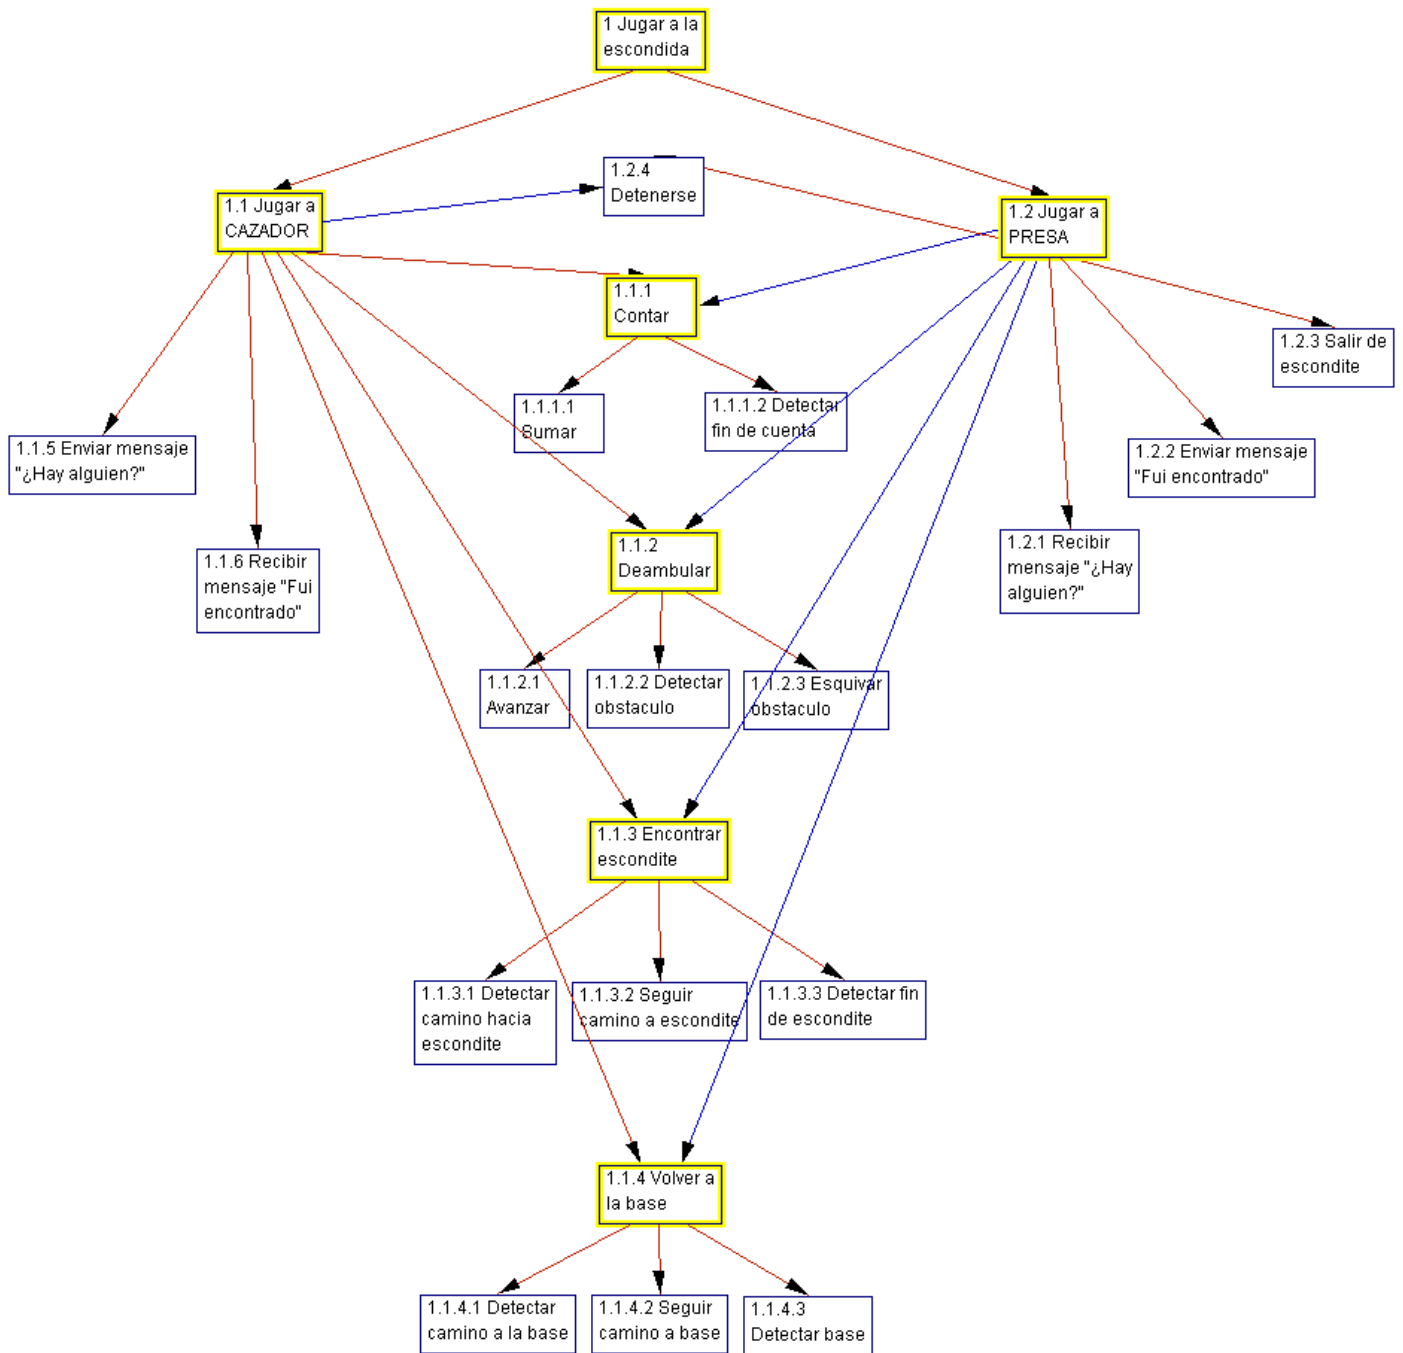 1 Jugar a la
escondida
1.2.4
Detenerse
1.1 Jugar a
CAZADOR
1.2 Jugar a
PRESA
1.1.1
Contar
1.2.3 Salir de
escondite
1.1.1.1
Sumar
1.1.1.2 Detectar
fin de cuenta
1.1.5 Enviar mensaje
"¿Hay alguien?"
1.2.2 Enviar mensaje
"Fui encontrado"
1.1.6 Recibir
mensaje "Fui
encontrado"
1.1.2
Deambular
1.2.1 Recibir
mensaje "¿Hay
alguien?"
1.1.2.1
Avanzar
1.1.2.2 Detectar
obstaculo
1.1.2.3 Esquivar
obstaculo
1.1.3 Encontrar
escondite
1.1.3.1 Detectar
camino hacia
escondite
1.1.3.2 Seguir
camino a escondite
1.1.3.3 Detectar fin
de escondite
1.1.4 Volver a
la base
1.1.4.1 Detectar
camino a la base
1.1.4.2 Seguir
camino a base
1.1.4.3
Detectar base